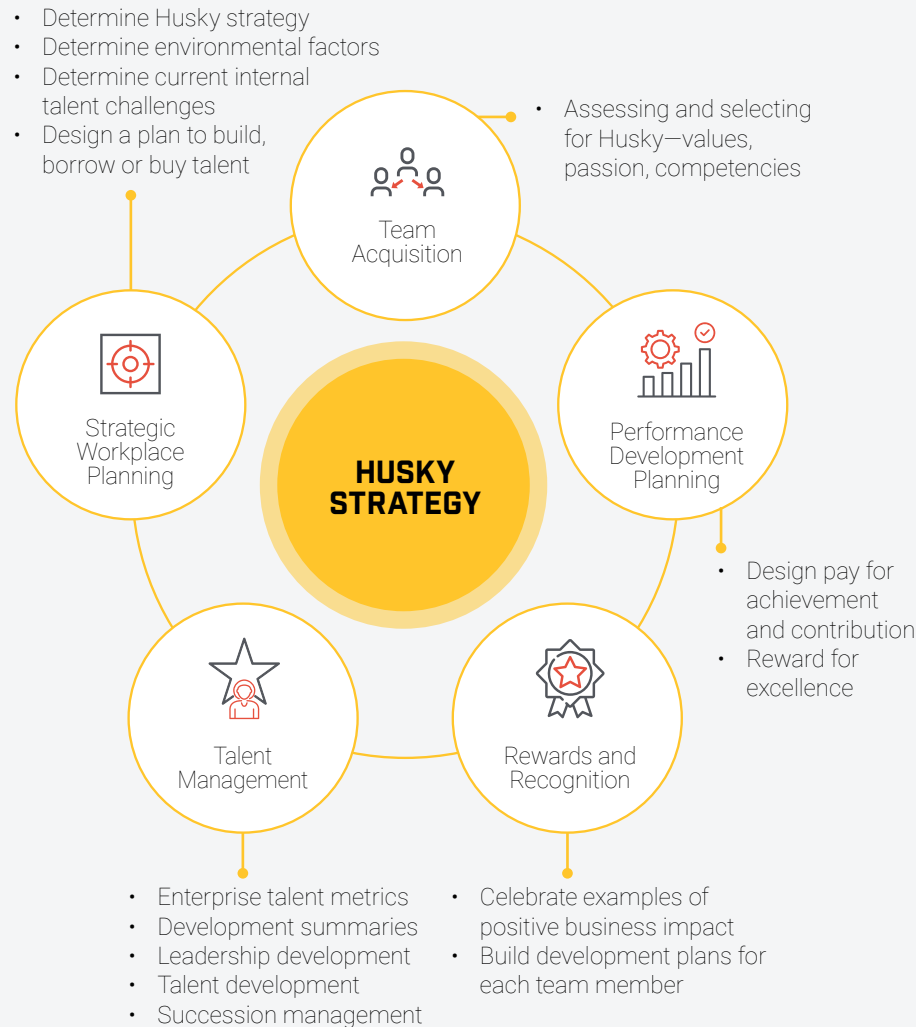 • Determine Husky strategy
• Determine environmental factors
• Determine current internal
talent challenges
• Design a plan to build,
borrow or buy talent
• Assessing and selecting
for Husky—values,
passion, competencies
Team
Acquisition
Strategic
Workplace
Planning
HUSKY
STRATEGY
Performance
Development
Planning
• Design pay for
achievement
and contribution
• Reward for
excellence
Talent
Management
Rewards and
Recognition
• Enterprise talent metrics
• Development summaries
• Leadership development
• Talent development
• Succession management
• Celebrate examples of
positive business impact
• Build development plans for
each team member